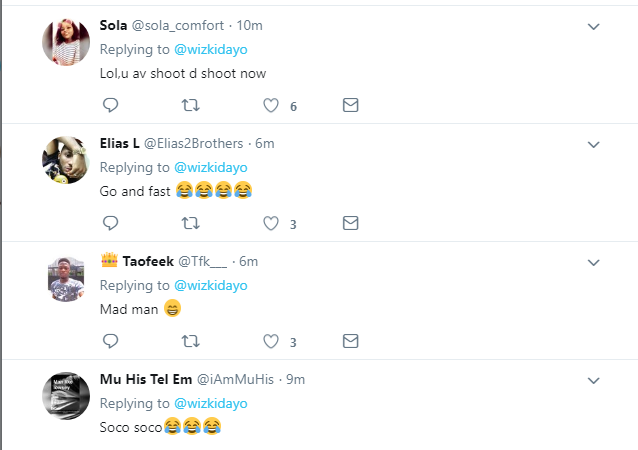 Sola @sola_comfort · 10m
Replying to @wizkidayo
Lol,u av shoot d shoot now
6
Elias L @Elias2Brothers · 6m
Replying to @wizkidayo
Go and fast 😂😂😂😂
3
👑 Taofeek @Tfk___ · 6m
Replying to @wizkidayo
Mad man 😁
3
Mu His Tel Em @iAmMuHis · 9m
Replying to @wizkidayo
Soco soco😂😂😂